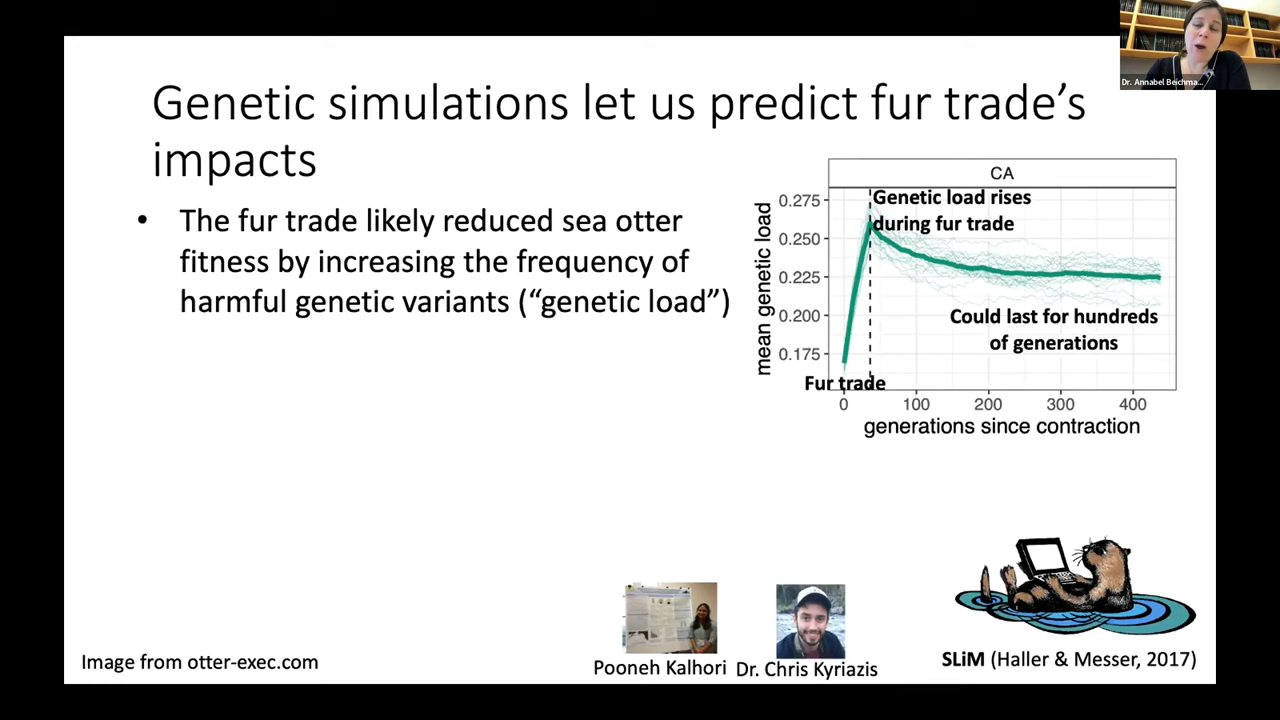 Dr. Annabel Beichma...
Genetic simulations let us predict fur trade's
impacts
• The fur trade likely reduced sea otter
fitness by increasing the frequency of
harmful genetic variants (“genetic load”)
CA
Genetic load rises
during fur trade
Could last for hundreds
of generations
Fur trade
mean genetic load
0.275
0.250
0.225
0.200
0.175
0 100 200 300 400
generations since contraction
Pooneh Kalhori
Dr. Chris Kyriazis
SLiM (Haller & Messer, 2017)
Image from otter-exec.com